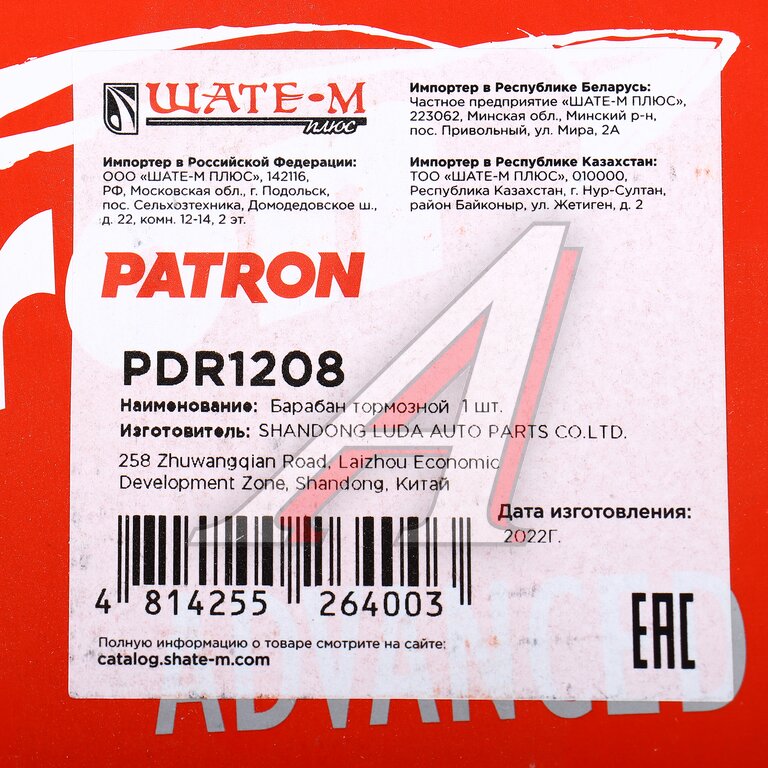 ШАТЕ-М
ПЛЮС
Импортер в Республике Беларусь:
Частное предприятие «ШАТЕ-М ПЛЮС»,
223062, Минская обл., Минский р-н,
пос. Привольный, ул. Мира, 2А
Импортер в Российской Федерации:
ООО «ШАТЕ-М ПЛЮС», 142116,
РФ, Московская обл., г. Подольск,
пос. Сельхозтехника, Домодедовское ш.,
д. 22, комн. 12-14, 2 эт.
Импортер в Республике Казахстан:
ТОО «ШАТЕ-М ПЛЮС», 010000,
Республика Казахстан, г. Нур-Султан,
район Байконыр, ул. Жетиген, д. 2
PATRON
PDR1208
Наименование: Барабан тормозной 1 шт.
Изготовитель: SHANDONG LUDA AUTO PARTS CO.LTD.
258 Zhuwangqian Road, Laizhou Economic
Development Zone, Shandong, Китай
Дата изготовления:
2022Г.
4 814255 264003
EAC
Полную информацию о товаре смотрите на сайте:
catalog.shate-m.com
ADVANCED